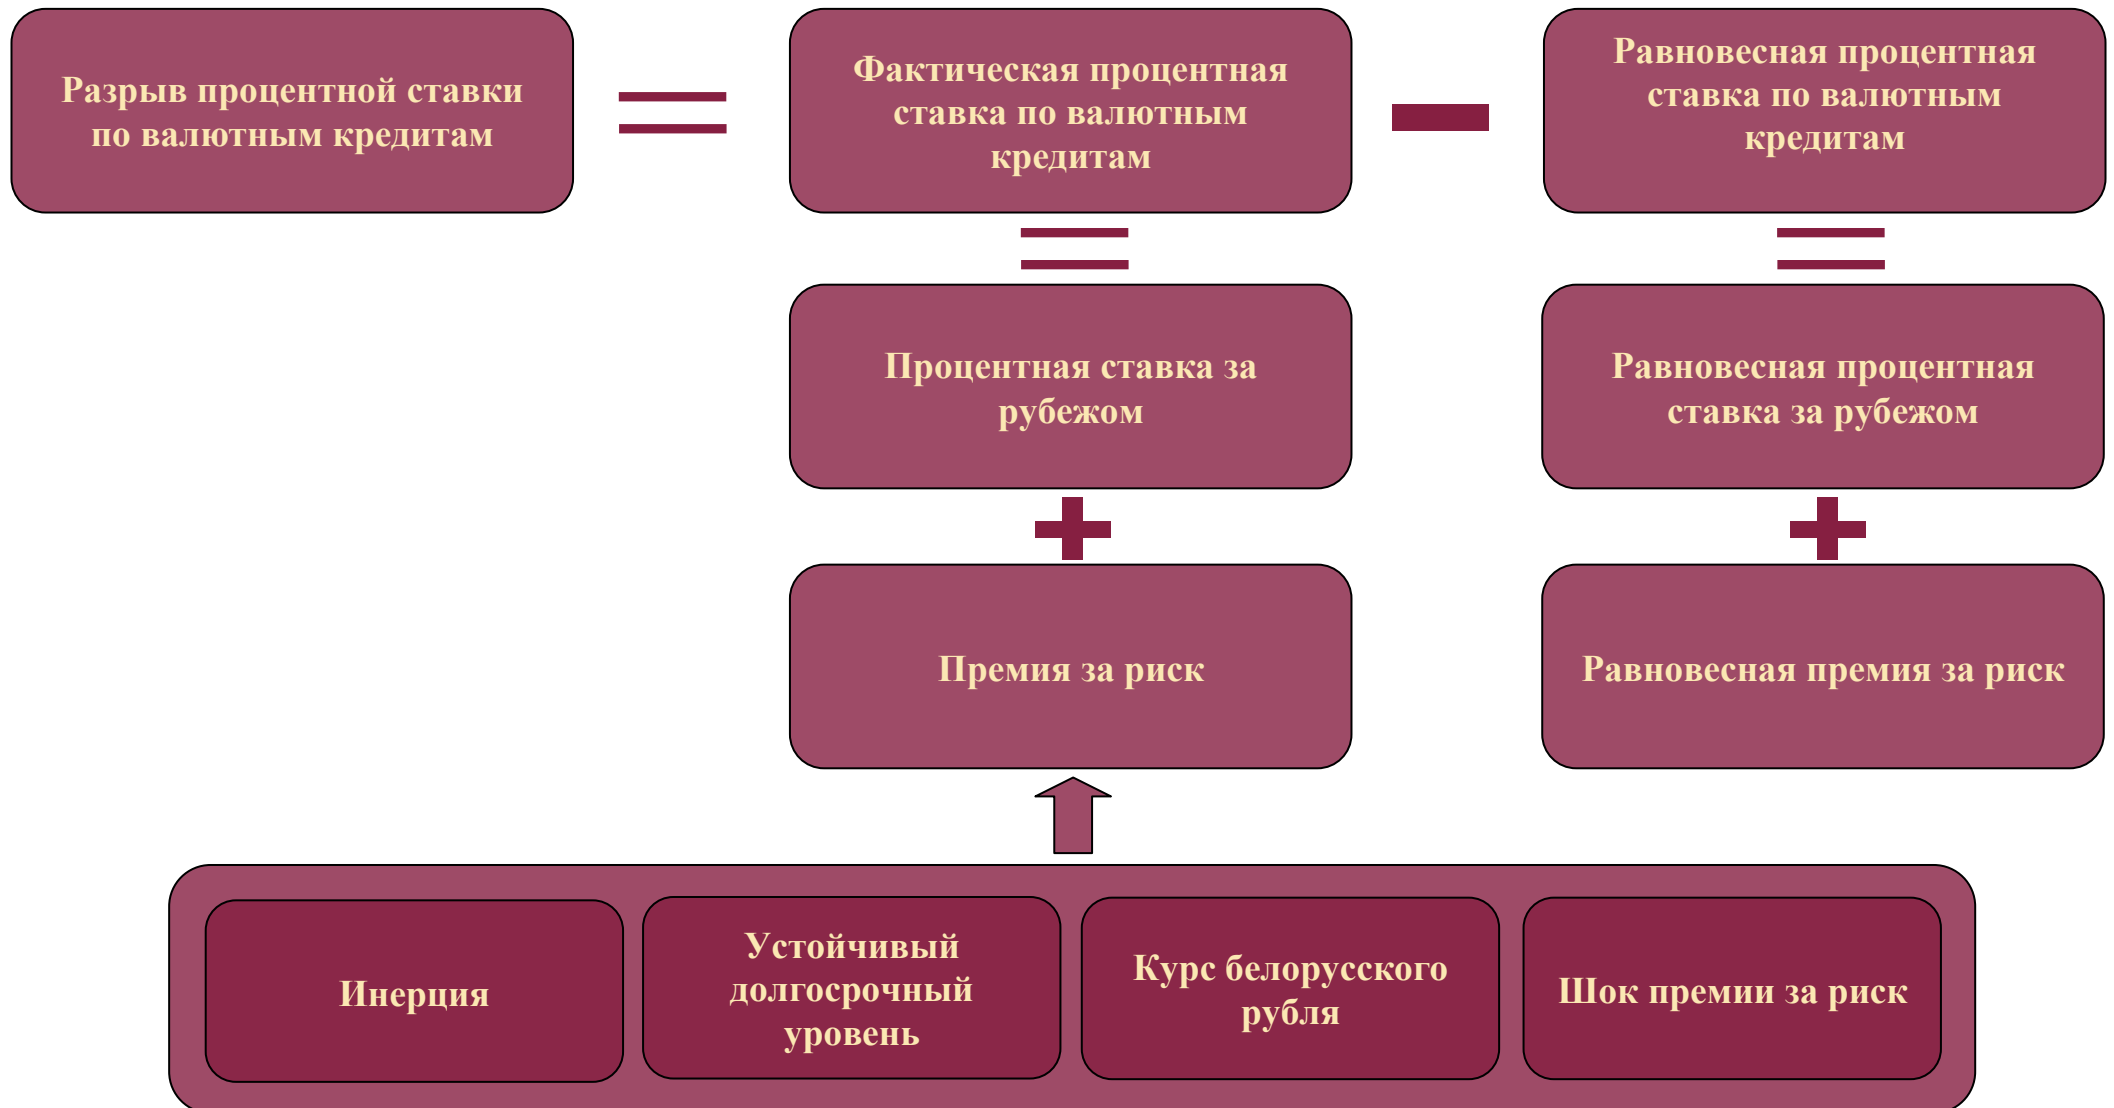 Разрыв процентной ставки
по валютным кредитам
Фактическая процентная
ставка по валютным
кредитам
Равновесная процентная
ставка по валютным
кредитам
Процентная ставка за
рубежом
Равновесная процентная
ставка за рубежом
Премия за риск
Равновесная премия за риск
Инерция
Устойчивый
долгосрочный
уровень
Курс белорусского
рубля
Шок премии за риск